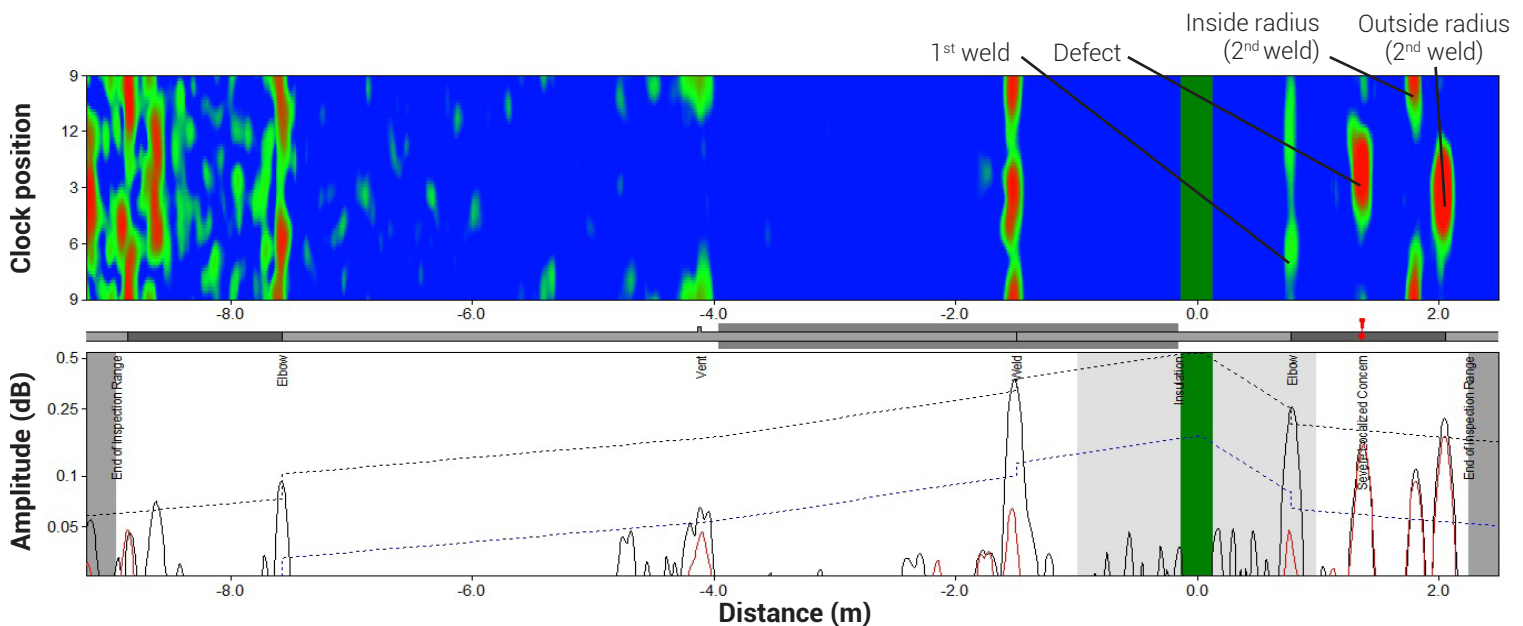 Inside radius
(2nd weld)
Outside radius
(2nd weld)
1st weld
Defect
Clock position
9
12
3
6
9
-8.0
-6.0
-4.0
-2.0
0.0
2.0
Amplitude (dB)
0.5
0.25
0.1
0.05
End of Inspection Range
Elbow
Vent
Weld
Insulation
Elbow
Severe Localized Concern
End of Inspection Range
-8.0
-6.0
-4.0
-2.0
0.0
2.0
Distance (m)